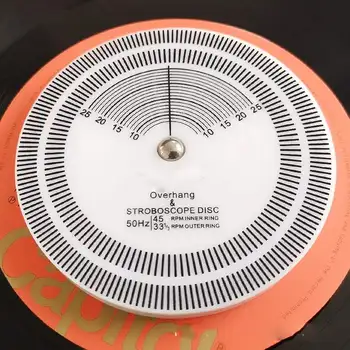 25 20 15 10 10 15 20 25
Overhang
&
STROBOSCOPE DISC
50Hz 45 RPM INNER RING
33⅓ RPM OUTER RING
Capitol